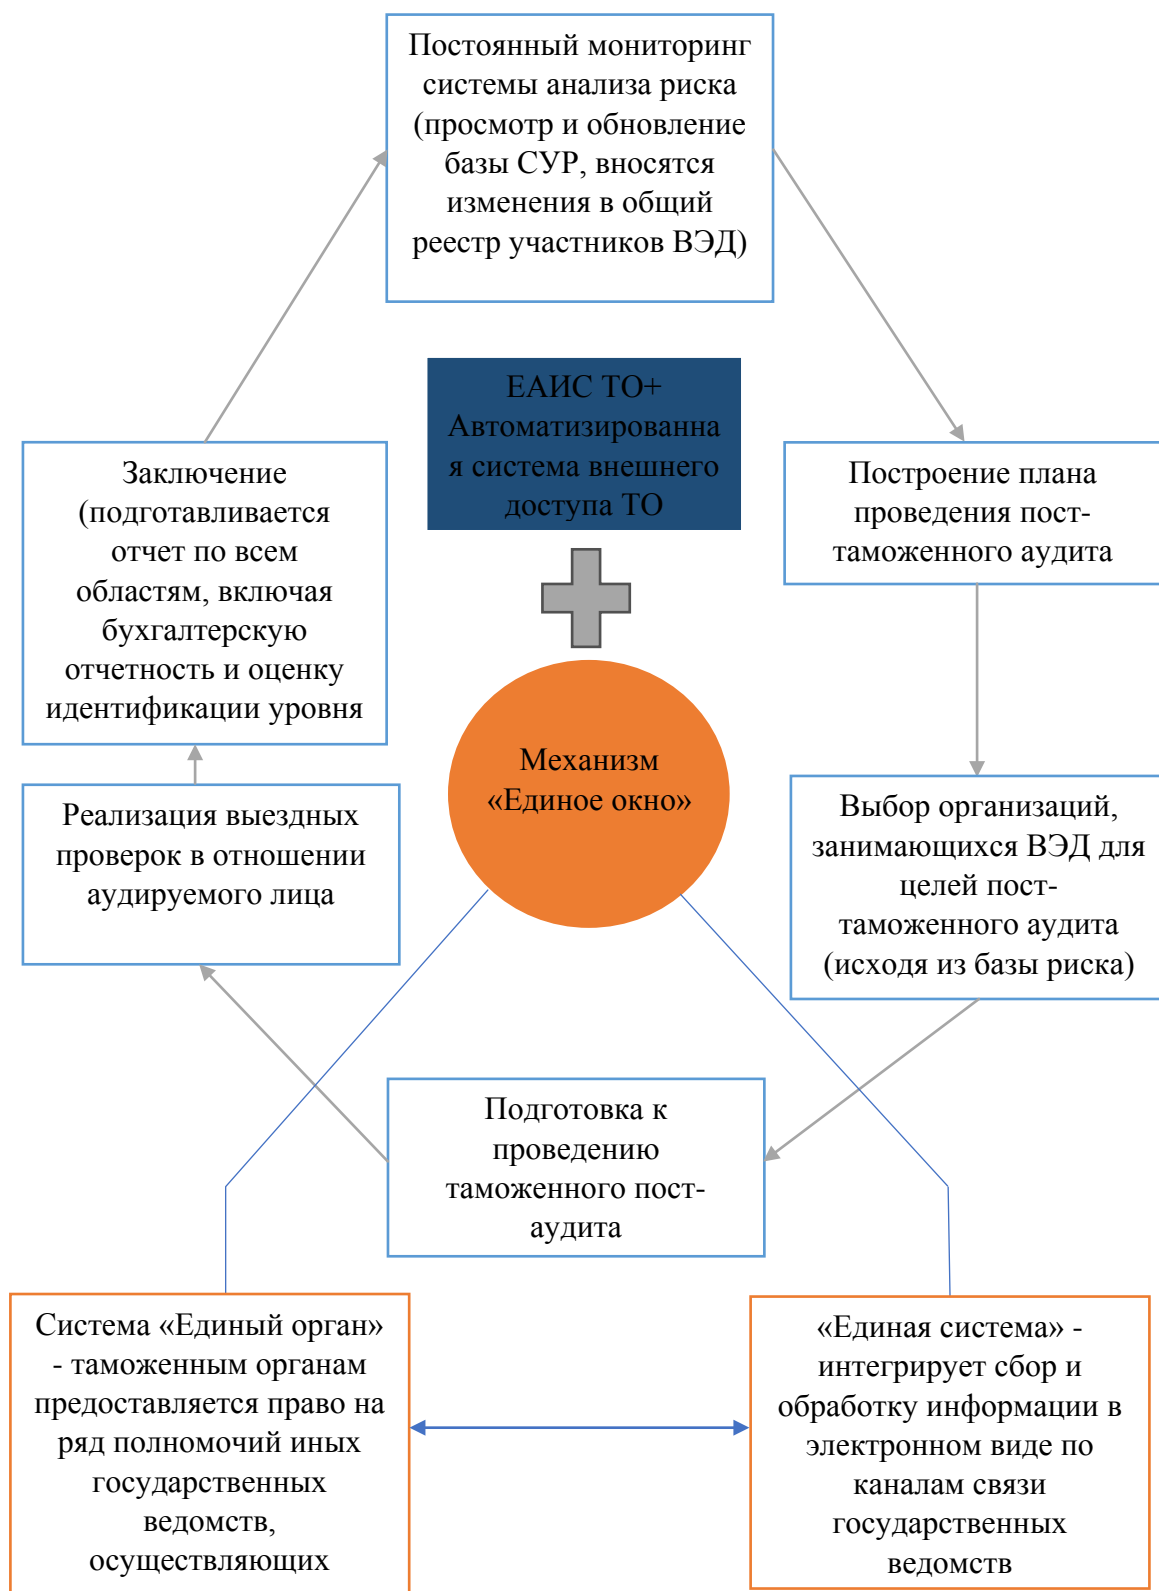 Постоянный мониторинг
системы анализа риска
(просмотр и обновление
базы СУР, вносятся
изменения в общий
реестр участников ВЭД)
ЕАИС ТО+
Автоматизированна
я система внешнего
доступа ТО
Заключение
(подготавливается
отчет по всем
областям, включая
бухгалтерскую
отчетность и оценку
идентификации уровня
Построение плана
проведения пост-
таможенного аудита
Механизм
«Единое окно»
Реализация выездных
проверок в отношении
аудируемого лица
Выбор организаций,
занимающихся ВЭД для
целей пост-
таможенного аудита
(исходя из базы риска)
Подготовка к
проведению
таможенного пост-
аудита
Система «Единый орган»
- таможенным органам
предоставляется право на
ряд полномочий иных
государственных
ведомств,
осуществляющих
«Единая система» -
интегрирует сбор и
обработку информации в
электронном виде по
каналам связи
государственных
ведомств